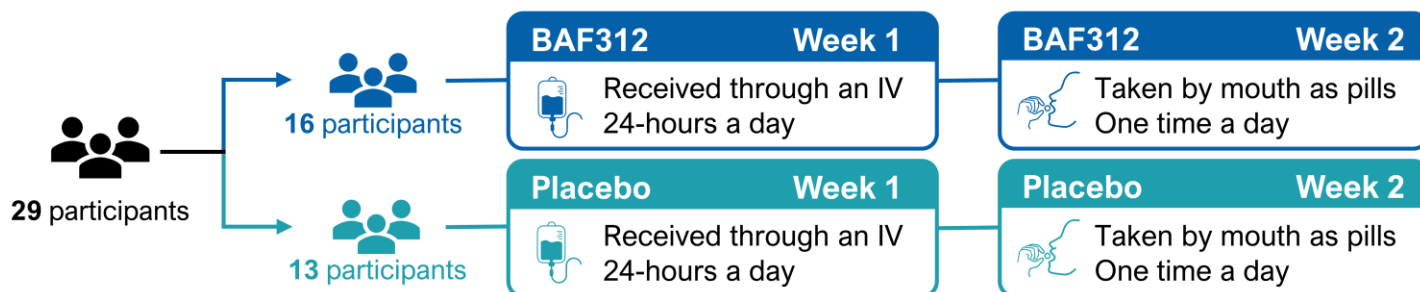 29 participants
16 participants
BAF312 Week 1
Received through an IV
24-hours a day
BAF312 Week 2
Taken by mouth as pills
One time a day
13 participants
Placebo Week 1
Received through an IV
24-hours a day
Placebo Week 2
Taken by mouth as pills
One time a day